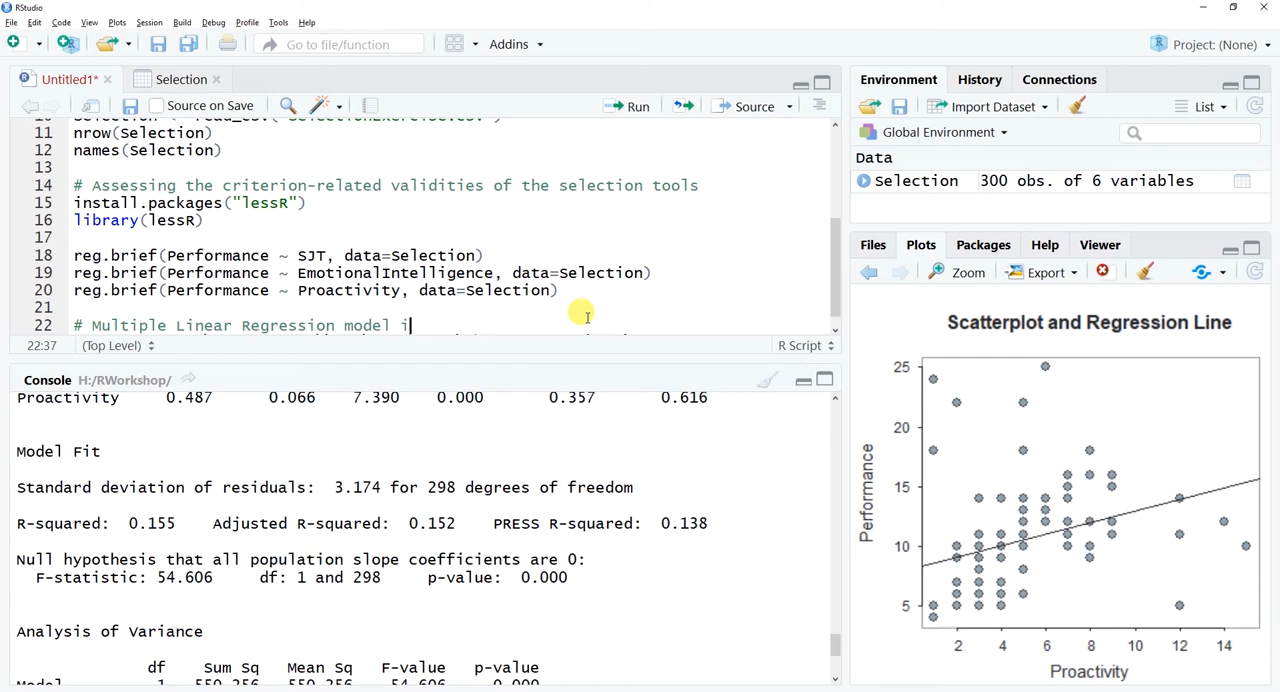 RStudio
File Edit Code View Plots Session Build Debug Profile Tools Help
Go to file/function Addins Project: (None)
Untitled1* Selection
Source on Save Run Source
11 nrow(Selection)
12 names(Selection)
13
14 # Assessing the criterion-related validities of the selection tools
15 install.packages("lessR")
16 library(lessR)
17
18 reg.brief(Performance ~ SJT, data=Selection)
19 reg.brief(Performance ~ EmotionalIntelligence, data=Selection)
20 reg.brief(Performance ~ Proactivity, data=Selection)
21
22 # Multiple Linear Regression model i
22:37 (Top Level) R Script
Console H:/RWorkshop/
Proactivity 0.487 0.066 7.390 0.000 0.357 0.616
Model Fit
Standard deviation of residuals: 3.174 for 298 degrees of freedom
R-squared: 0.155 Adjusted R-squared: 0.152 PRESS R-squared: 0.138
Null hypothesis that all population slope coefficients are 0:
F-statistic: 54.606 df: 1 and 298 p-value: 0.000
Analysis of Variance
df Sum Sq Mean Sq F-value p-value
Model 1 550.256 550.256 54.606 0.000
Environment History Connections
Import Dataset List
Global Environment
Data
Selection 300 obs. of 6 variables
Files Plots Packages Help Viewer
Zoom Export
Scatterplot and Regression Line
25
20
15
10
5
Performance
2 4 6 8 10 12 14
Proactivity